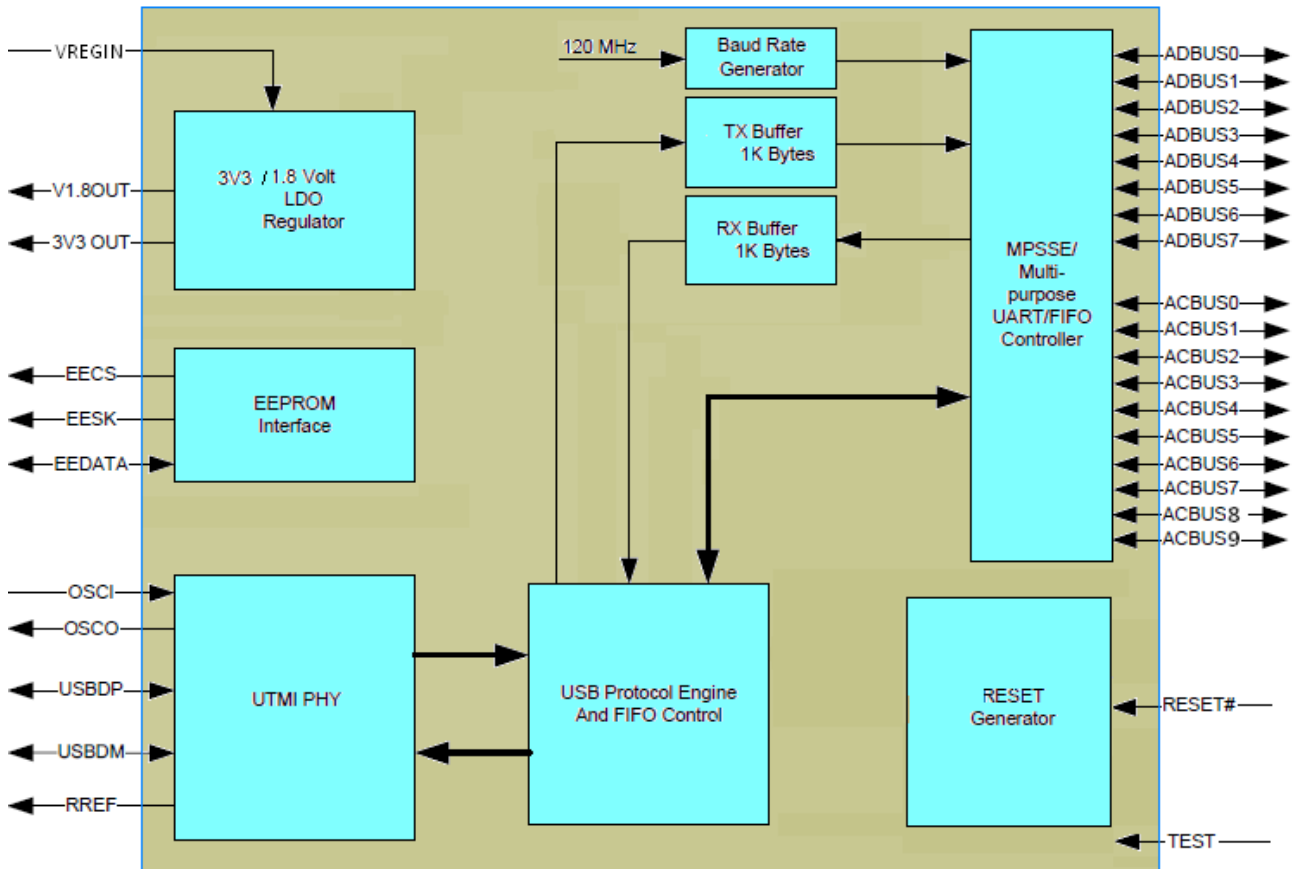 VREGIN
120 MHz
Baud Rate
Generator
TX Buffer
1K Bytes
RX Buffer
1K Bytes
3V3 / 1.8 Volt
LDO
Regulator
V1.8OUT
3V3 OUT
MPSSE/
Multi-
purpose
UART/FIFO
Controller
ADBUS0
ADBUS1
ADBUS2
ADBUS3
ADBUS4
ADBUS5
ADBUS6
ADBUS7
ACBUS0
ACBUS1
ACBUS2
ACBUS3
ACBUS4
ACBUS5
ACBUS6
ACBUS7
ACBUS8
ACBUS9
EECS
EESK
EEDATA
EEPROM
Interface
OSCI
OSCO
USBDP
USBDM
RREF
UTMI PHY
USB Protocol Engine
And FIFO Control
RESET
Generator
RESET#
TEST